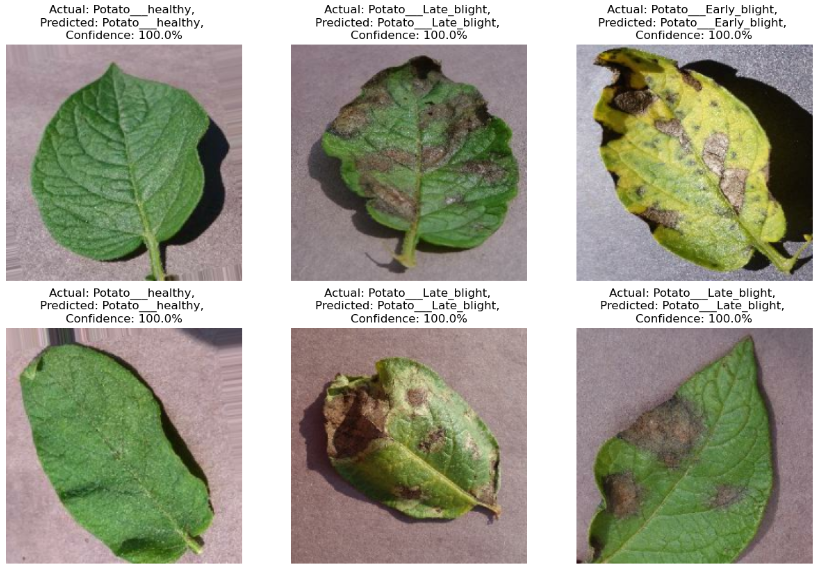 Actual: Potato___healthy,
Predicted: Potato___healthy,
Confidence: 100.0%
Actual: Potato___Late_blight,
Predicted: Potato___Late_blight,
Confidence: 100.0%
Actual: Potato___Early_blight,
Predicted: Potato___Early_blight,
Confidence: 100.0%
Actual: Potato___healthy,
Predicted: Potato___healthy,
Confidence: 100.0%
Actual: Potato___Late_blight,
Predicted: Potato___Late_blight,
Confidence: 100.0%
Actual: Potato___Late_blight,
Predicted: Potato___Late_blight,
Confidence: 100.0%